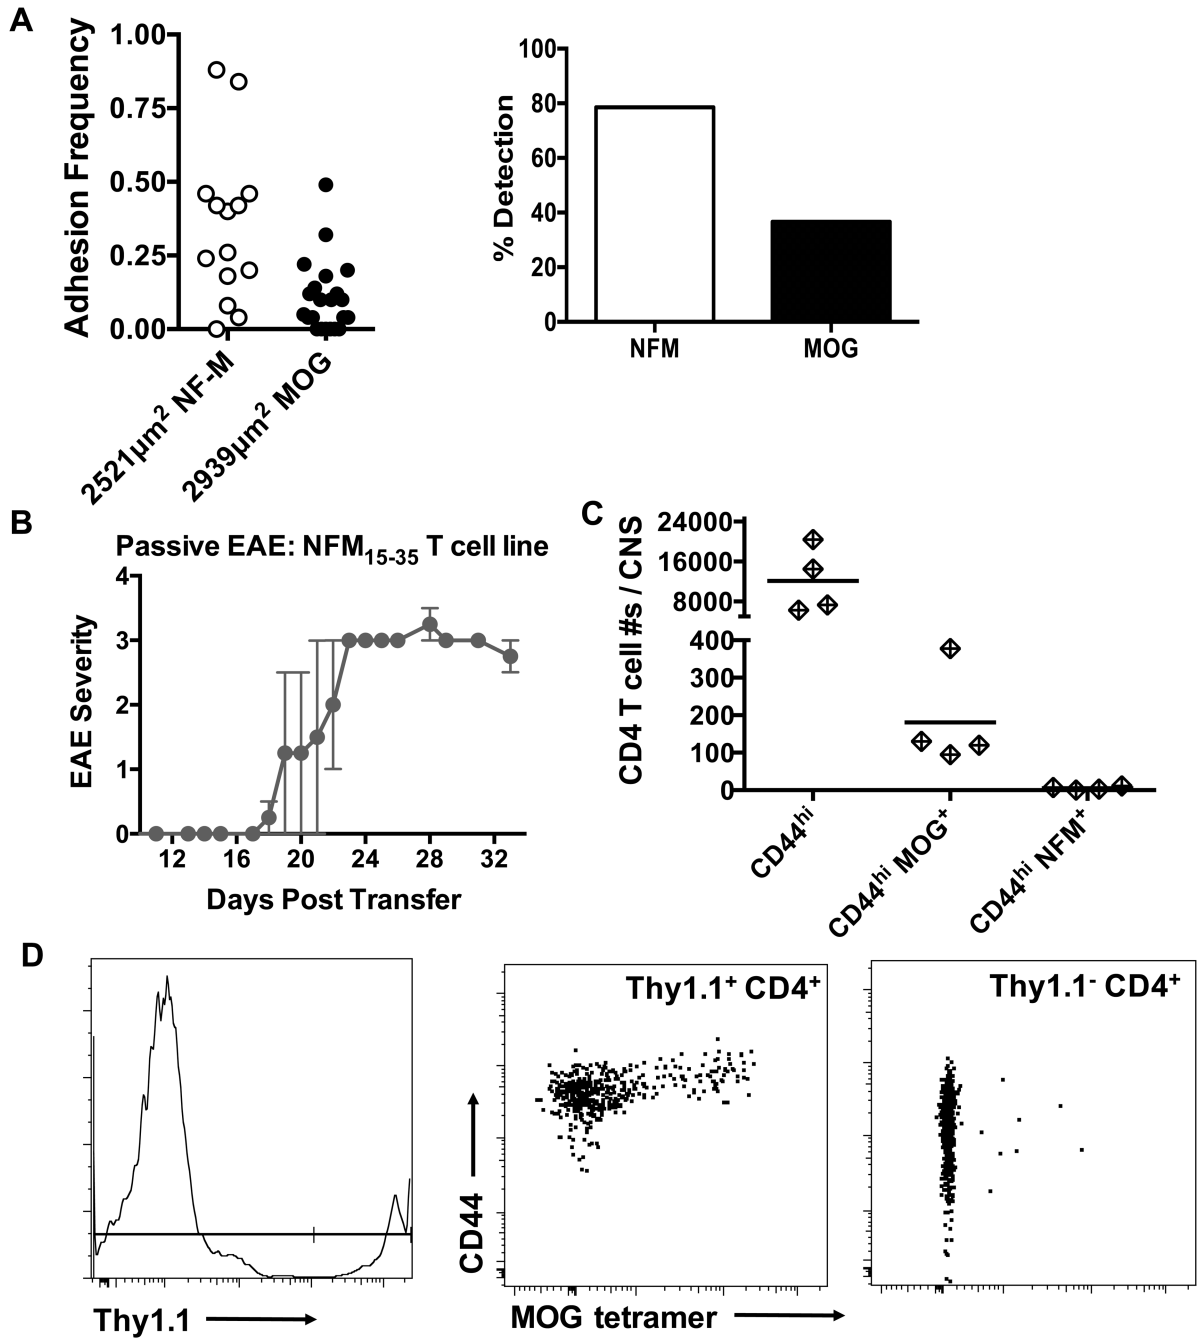 A
Adhesion Frequency
1.00
0.75
0.50
0.25
0.00
2521µm² NF-M
2939µm² MOG
% Detection
100
80
60
40
20
0
NFM
MOG
B
Passive EAE: NFM₁₅₋₃₅ T cell line
EAE Severity
4
3
2
1
0
12 16 20 24 28 32
Days Post Transfer
C
CD4 T cell #s / CNS
24000
16000
8000
400
300
200
100
0
CD44ʰⁱ
CD44ʰⁱ MOG⁺
CD44ʰⁱ NFM⁺
D
Thy1.1
Thy1.1⁺ CD4⁺
CD44
MOG tetramer
Thy1.1⁻ CD4⁺